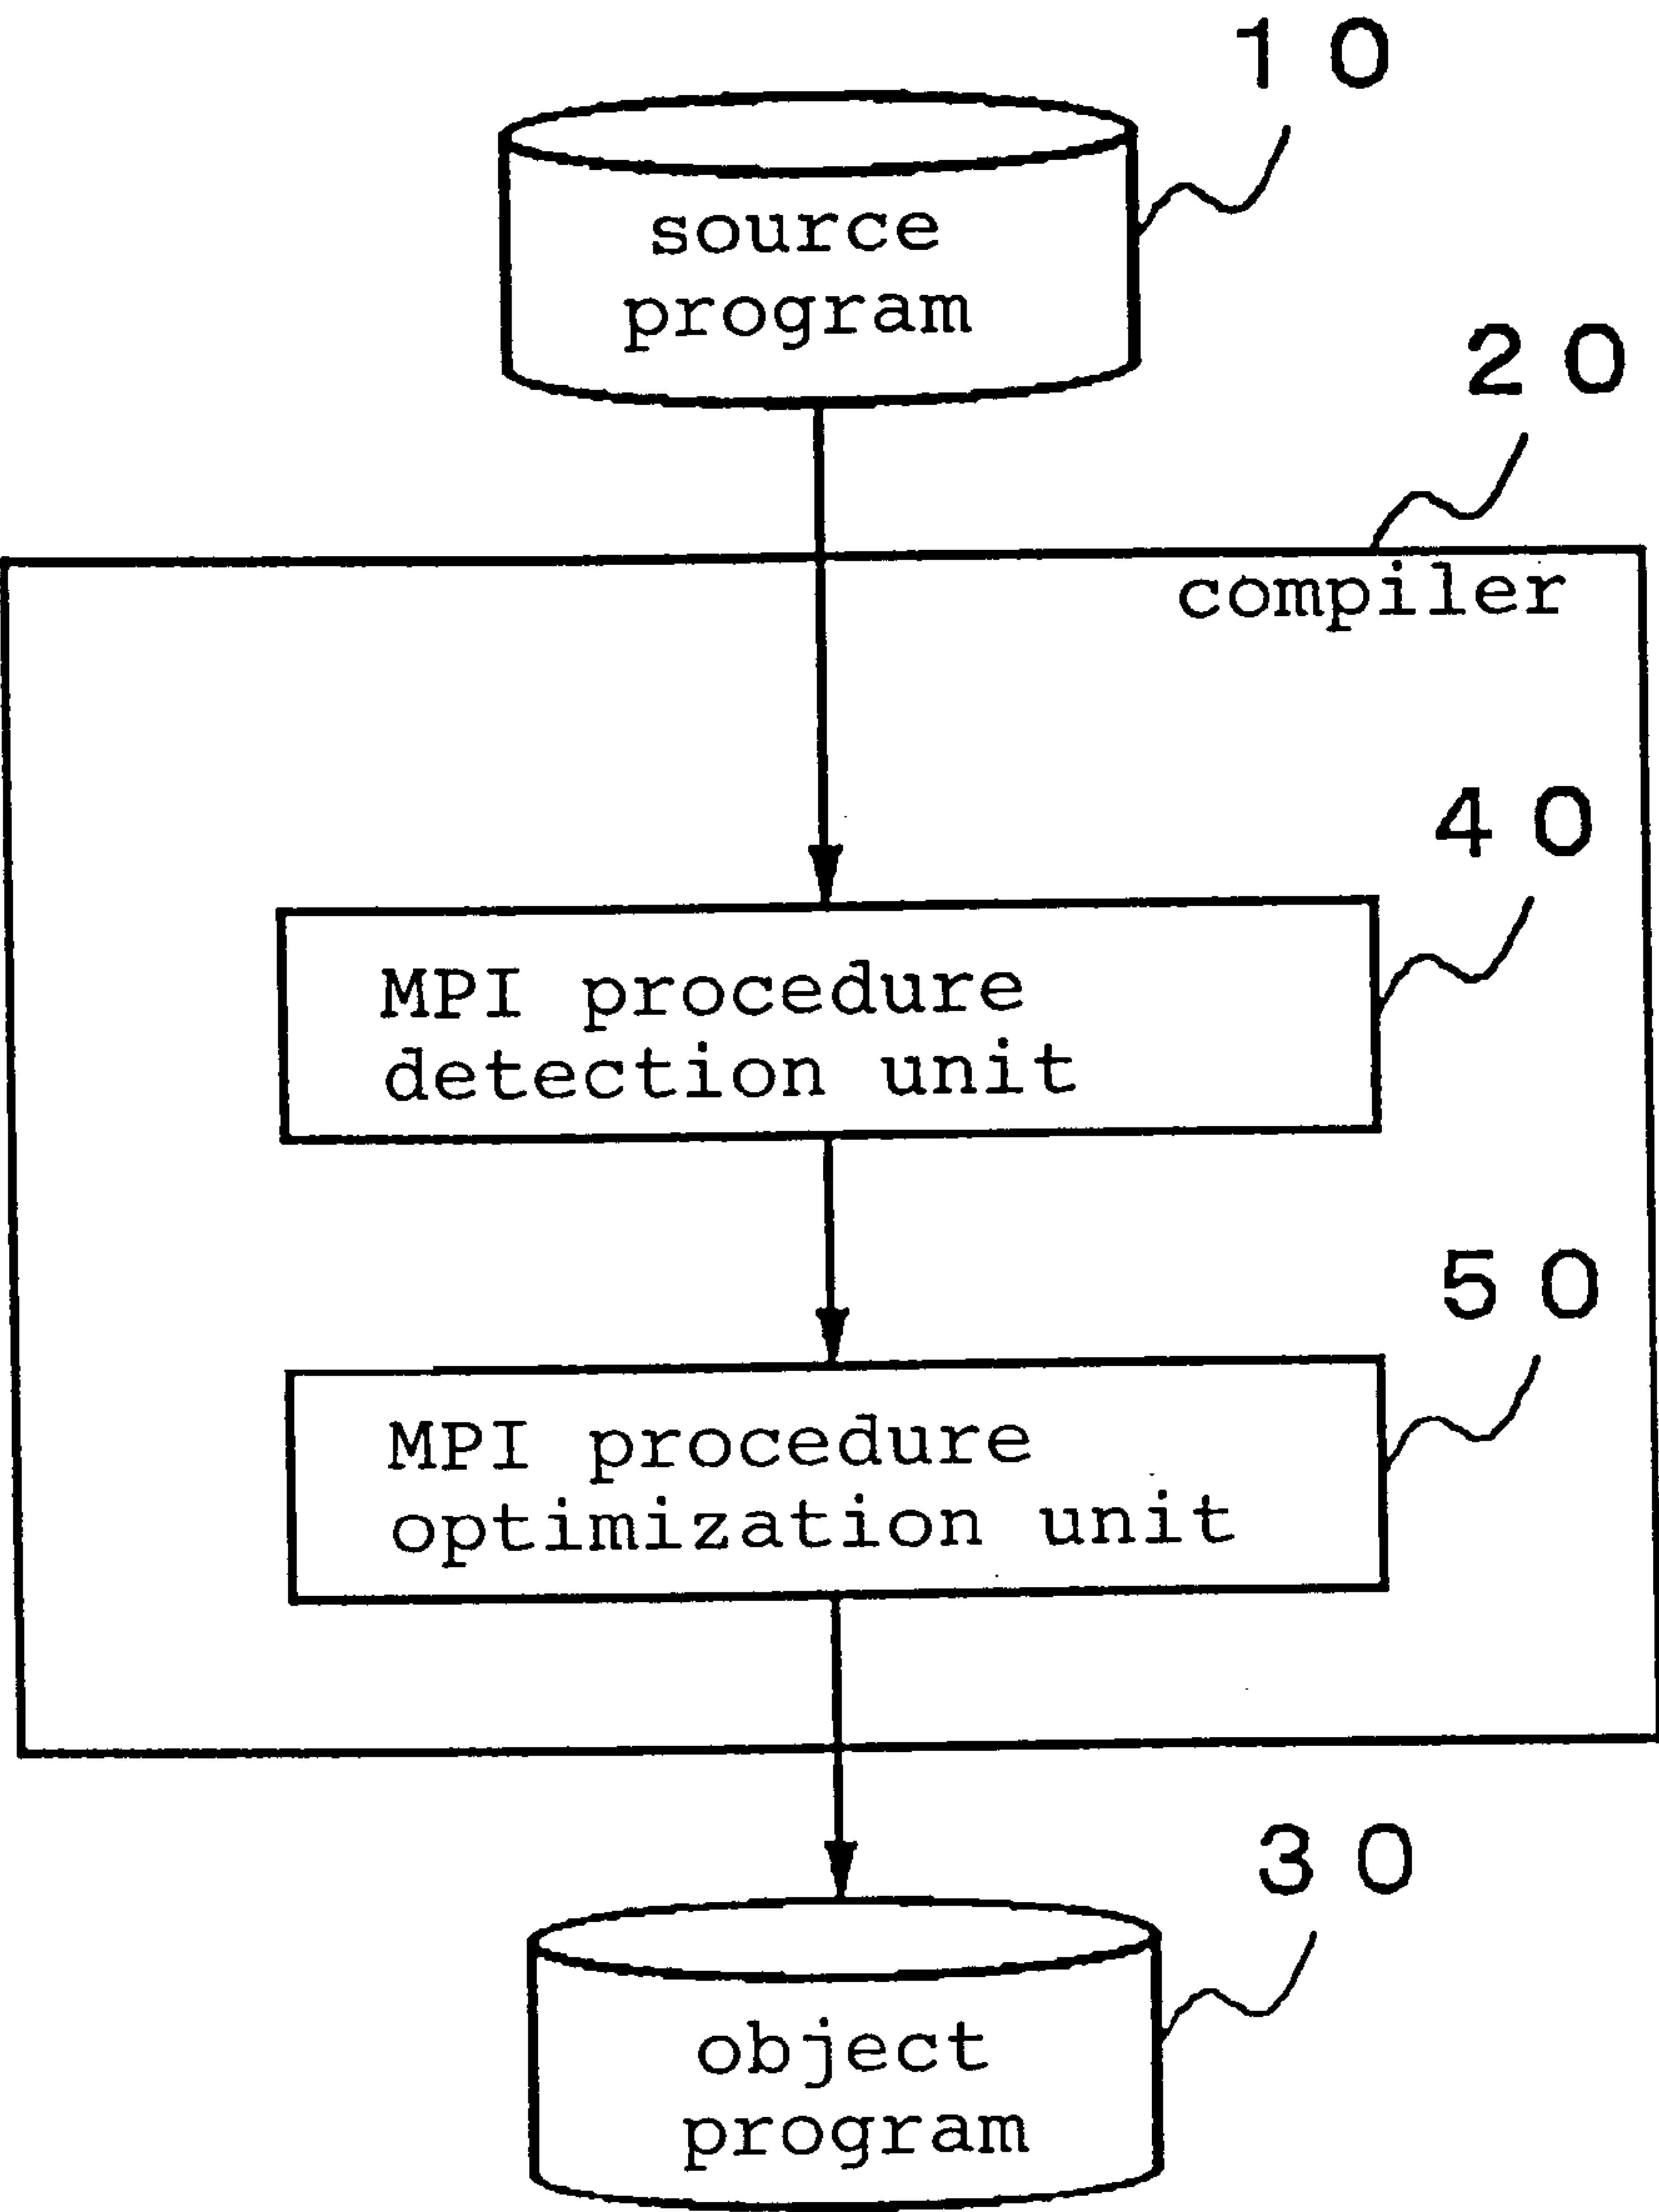 10
source
program
20
compiler
40
MPI procedure
detection unit
50
MPI procedure
optimization unit
30
object
program